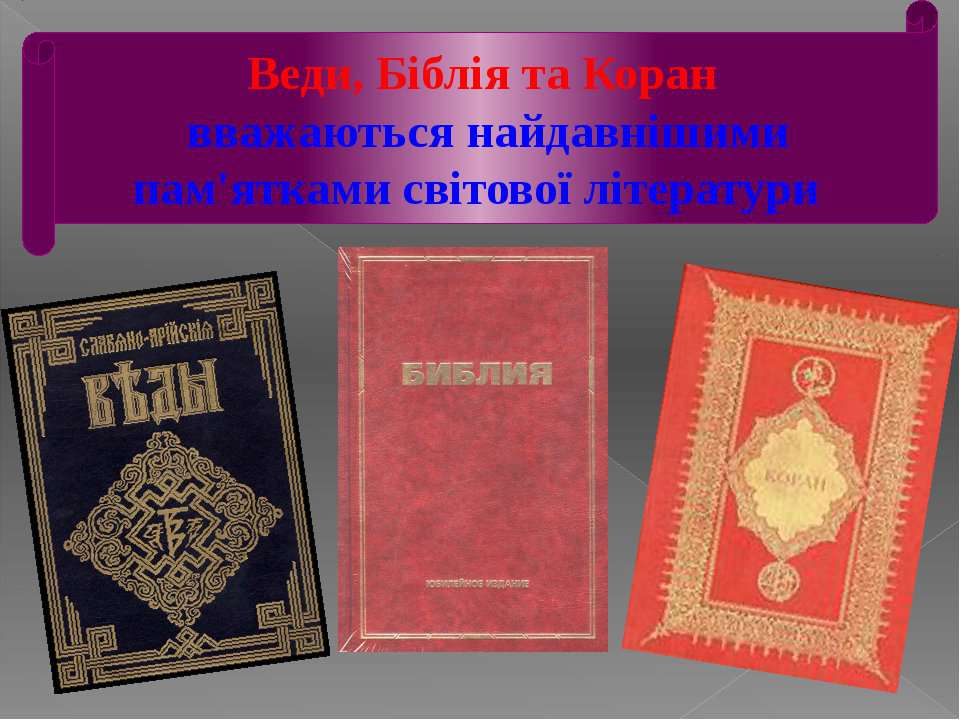 Веди, Біблія та Коран
вважаються найдавнішими
пам'ятками світової літератури
СЛАВЯНО-АРІЙСКІЯ
ВѢДЫ
БИБЛИЯ
ЮБИЛЕЙНОЕ ИЗДАНИЕ
КОРАН